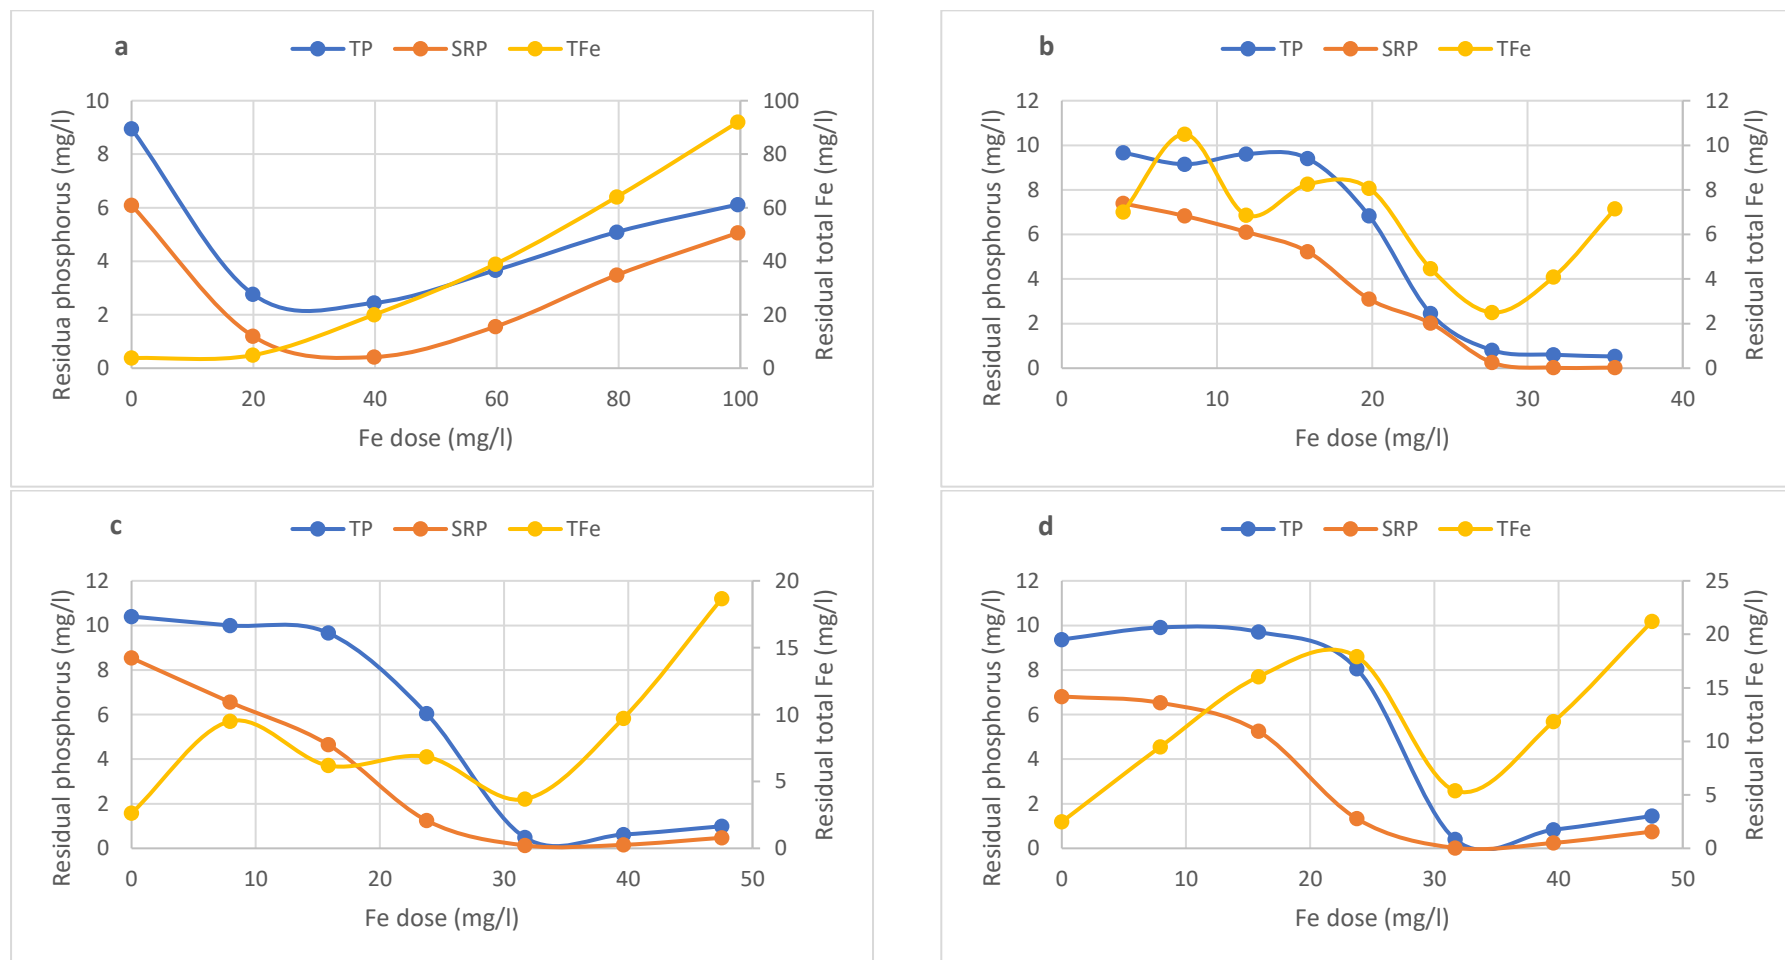 a
TP SRP TFe
Residua phosphorus (mg/l)
10
8
6
4
2
0
100
80
60
40
20
0
Residual total Fe (mg/l)
0 20 40 60 80 100
Fe dose (mg/l)
b
TP SRP TFe
Residual phosphorus (mg/l)
12
10
8
6
4
2
0
12
10
8
6
4
2
0
Residual total Fe (mg/l)
0 10 20 30 40
Fe dose (mg/l)
c
TP SRP TFe
Residual phosphorus (mg/l)
12
10
8
6
4
2
0
20
15
10
5
0
Residual total Fe (mg/l)
0 10 20 30 40 50
Fe dose (mg/l)
d
TP SRP TFe
Residual phosphorus (mg/l)
12
10
8
6
4
2
0
25
20
15
10
5
0
Residual total Fe (mg/l)
0 10 20 30 40 50
Fe dose (mg/l)